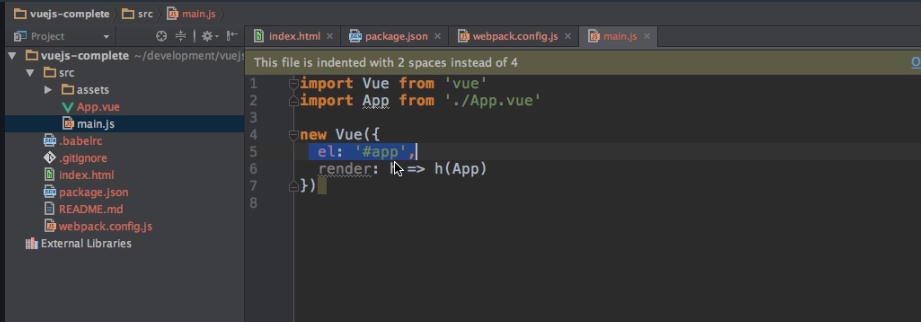 vuejs-complete src main.js
Project
index.html package.json webpack.config.js main.js
vuejs-complete ~/development/vuejs
src
assets
App.vue
main.js
.babelrc
.gitignore
index.html
package.json
README.md
webpack.config.js
External Libraries
This file is indented with 2 spaces instead of 4
1 import Vue from 'vue'
2 import App from './App.vue'
3
4 new Vue({
5 el: '#app',
6 render: h => h(App)
7 })
8